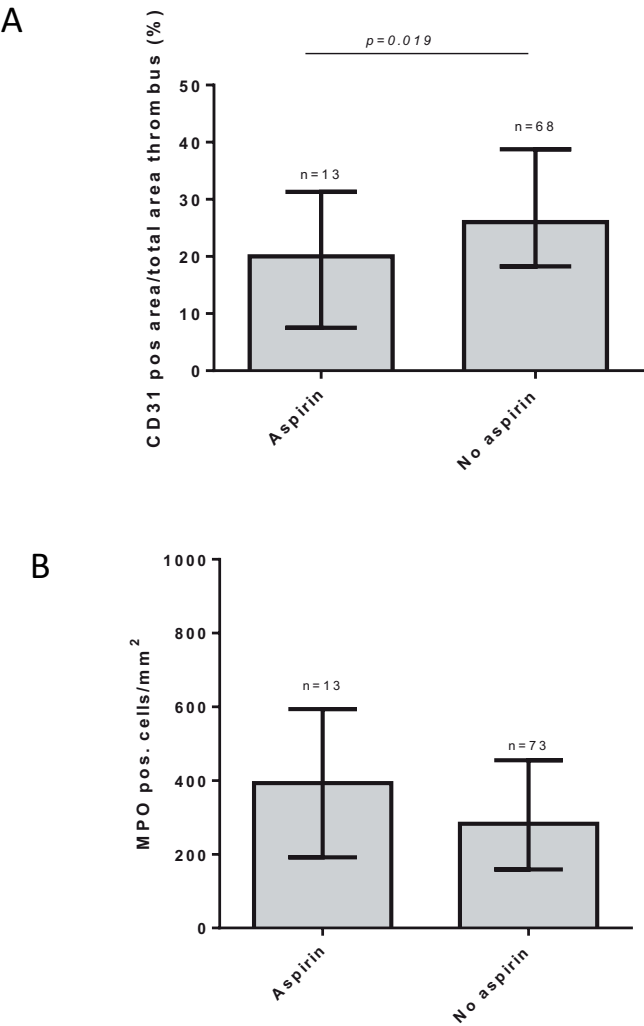 A
CD31 pos area/total area thrombus (%)
p=0.019
50
40
30
20
10
0
n=13
n=68
Aspirin
No aspirin
B
MPO pos. cells/mm2
1000
800
600
400
200
0
n=13
n=73
Aspirin
No aspirin